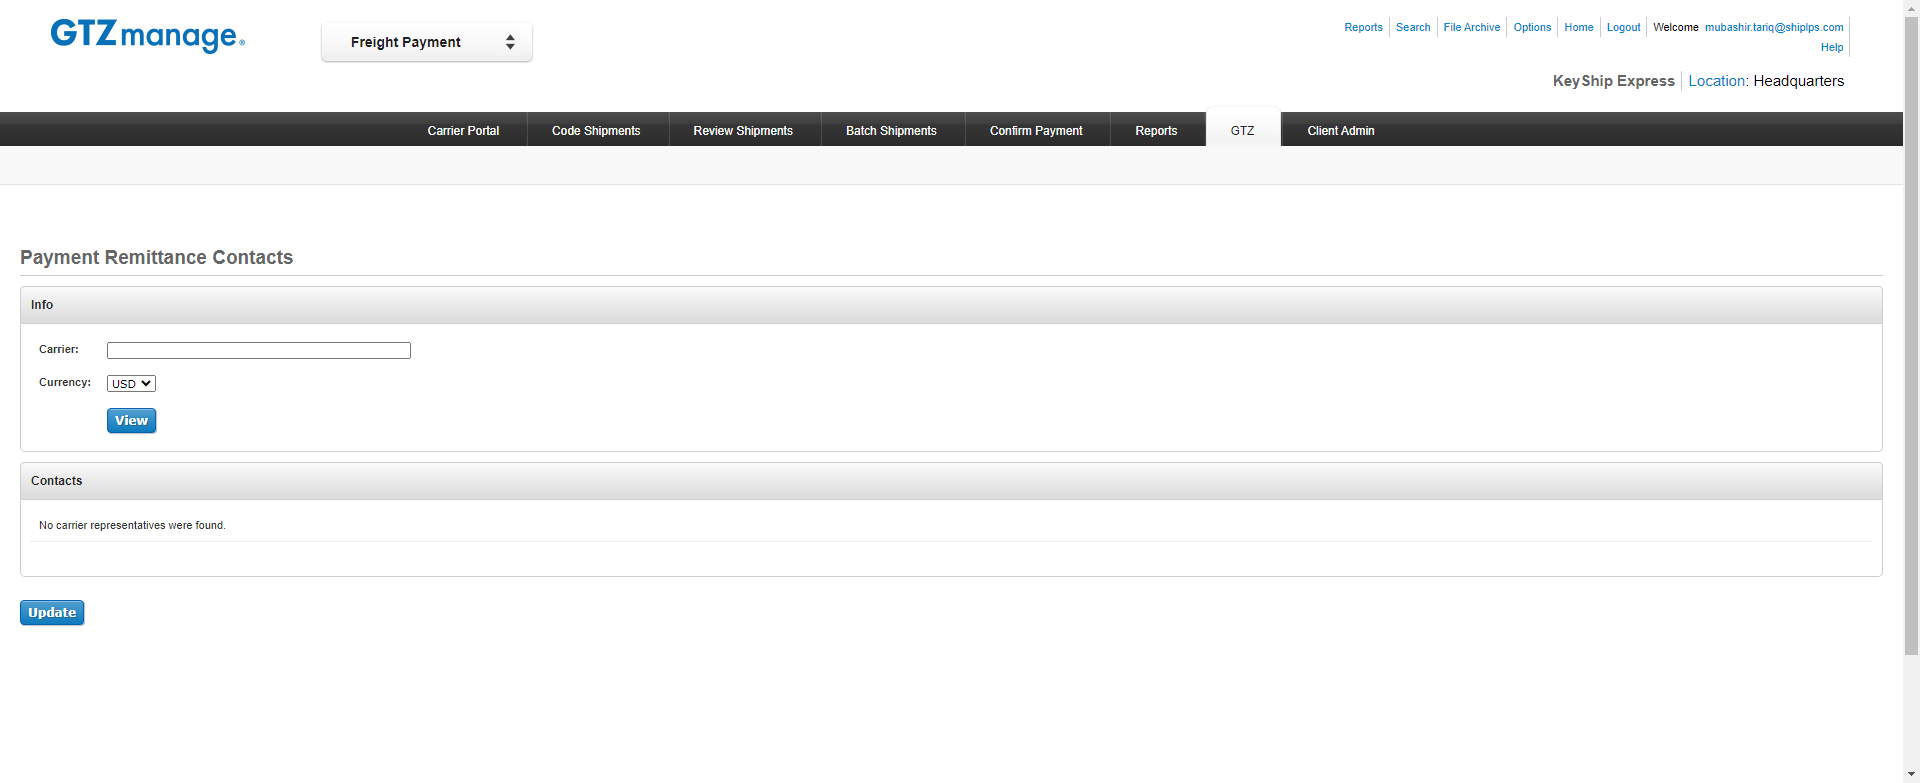 GTZmanage®
Freight Payment
Reports Search File Archive Options Home Logout Welcome mubashir.tariq@shiplps.com
Help
KeyShip Express Location: Headquarters
Carrier Portal Code Shipments Review Shipments Batch Shipments Confirm Payment Reports GTZ Client Admin
Payment Remittance Contacts
Info
Carrier:
Currency: USD
View
Contacts
No carrier representatives were found.
Update